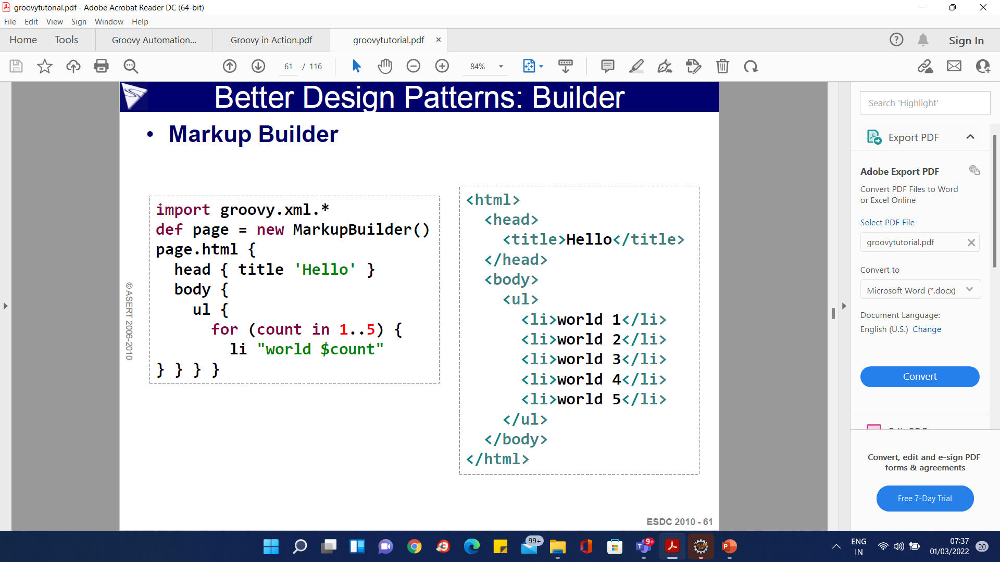 groovytutorial.pdf - Adobe Acrobat Reader DC (64-bit)
File Edit View Sign Window Help
Home Tools Groovy Automation... Groovy in Action.pdf groovytutorial.pdf Sign In
61 / 116 84%
Better Design Patterns: Builder
• Markup Builder
import groovy.xml.*
def page = new MarkupBuilder()
page.html {
  head { title 'Hello' }
  body {
    ul {
      for (count in 1..5) {
        li "world $count"
} } } }
<html>
  <head>
    <title>Hello</title>
  </head>
  <body>
    <ul>
      <li>world 1</li>
      <li>world 2</li>
      <li>world 3</li>
      <li>world 4</li>
      <li>world 5</li>
    </ul>
  </body>
</html>
© ASERT 2006-2010
ESDC 2010 - 61
Search 'Highlight'
Export PDF
Adobe Export PDF
Convert PDF Files to Word
or Excel Online
Select PDF File
groovytutorial.pdf
Convert to
Microsoft Word (*.docx)
Document Language:
English (U.S.) Change
Convert
Convert, edit and e-sign PDF
forms & agreements
Free 7-Day Trial
99+
9+
ENG
IN
07:37
01/03/2022
20